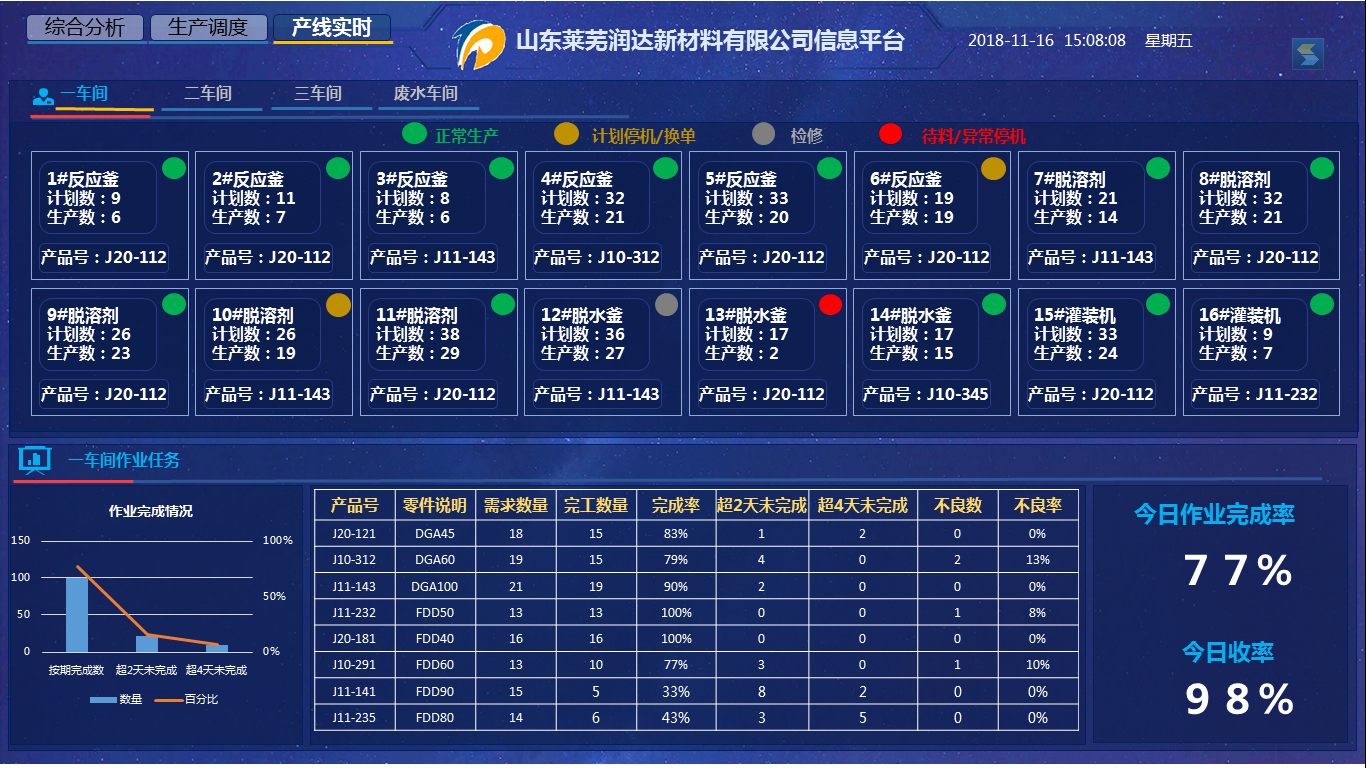 综合分析 生产调度 产线实时
山东莱芜润达新材料有限公司信息平台
2018-11-16 15:08:08 星期五
一车间 二车间 三车间 废水车间
正常生产 计划停机/换单 检修 待料/异常停机
1#反应釜
计划数：9
生产数：6
产品号：J20-112
2#反应釜
计划数：11
生产数：7
产品号：J20-112
3#反应釜
计划数：8
生产数：6
产品号：J11-143
4#反应釜
计划数：32
生产数：21
产品号：J10-312
5#反应釜
计划数：33
生产数：20
产品号：J20-112
6#反应釜
计划数：19
生产数：19
产品号：J20-112
7#脱溶剂
计划数：21
生产数：14
产品号：J11-143
8#脱溶剂
计划数：32
生产数：21
产品号：J20-112
9#脱溶剂
计划数：26
生产数：23
产品号：J20-112
10#脱溶剂
计划数：26
生产数：19
产品号：J11-143
11#脱溶剂
计划数：38
生产数：29
产品号：J20-112
12#脱水釜
计划数：36
生产数：27
产品号：J11-143
13#脱水釜
计划数：17
生产数：2
产品号：J20-112
14#脱水釜
计划数：17
生产数：15
产品号：J10-345
15#灌装机
计划数：33
生产数：24
产品号：J20-112
16#灌装机
计划数：9
生产数：7
产品号：J11-232
一车间作业任务
作业完成情况
150 100%
100
50 50%
0 0%
按期完成数 超2天未完成 超4天未完成
数量 百分比
产品号 零件说明 需求数量 完工数量 完成率 超2天未完成 超4天未完成 不良数 不良率
J20-121 DGA45 18 15 83% 1 2 0 0%
J10-312 DGA60 19 15 79% 4 0 2 13%
J11-143 DGA100 21 19 90% 2 0 0 0%
J11-232 FDD50 13 13 100% 0 0 1 8%
J20-181 FDD40 16 16 100% 0 0 0 0%
J10-291 FDD60 13 10 77% 3 0 1 10%
J11-141 FDD90 15 5 33% 8 2 0 0%
J11-235 FDD80 14 6 43% 3 5 0 0%
今日作业完成率
77%
今日收率
98%